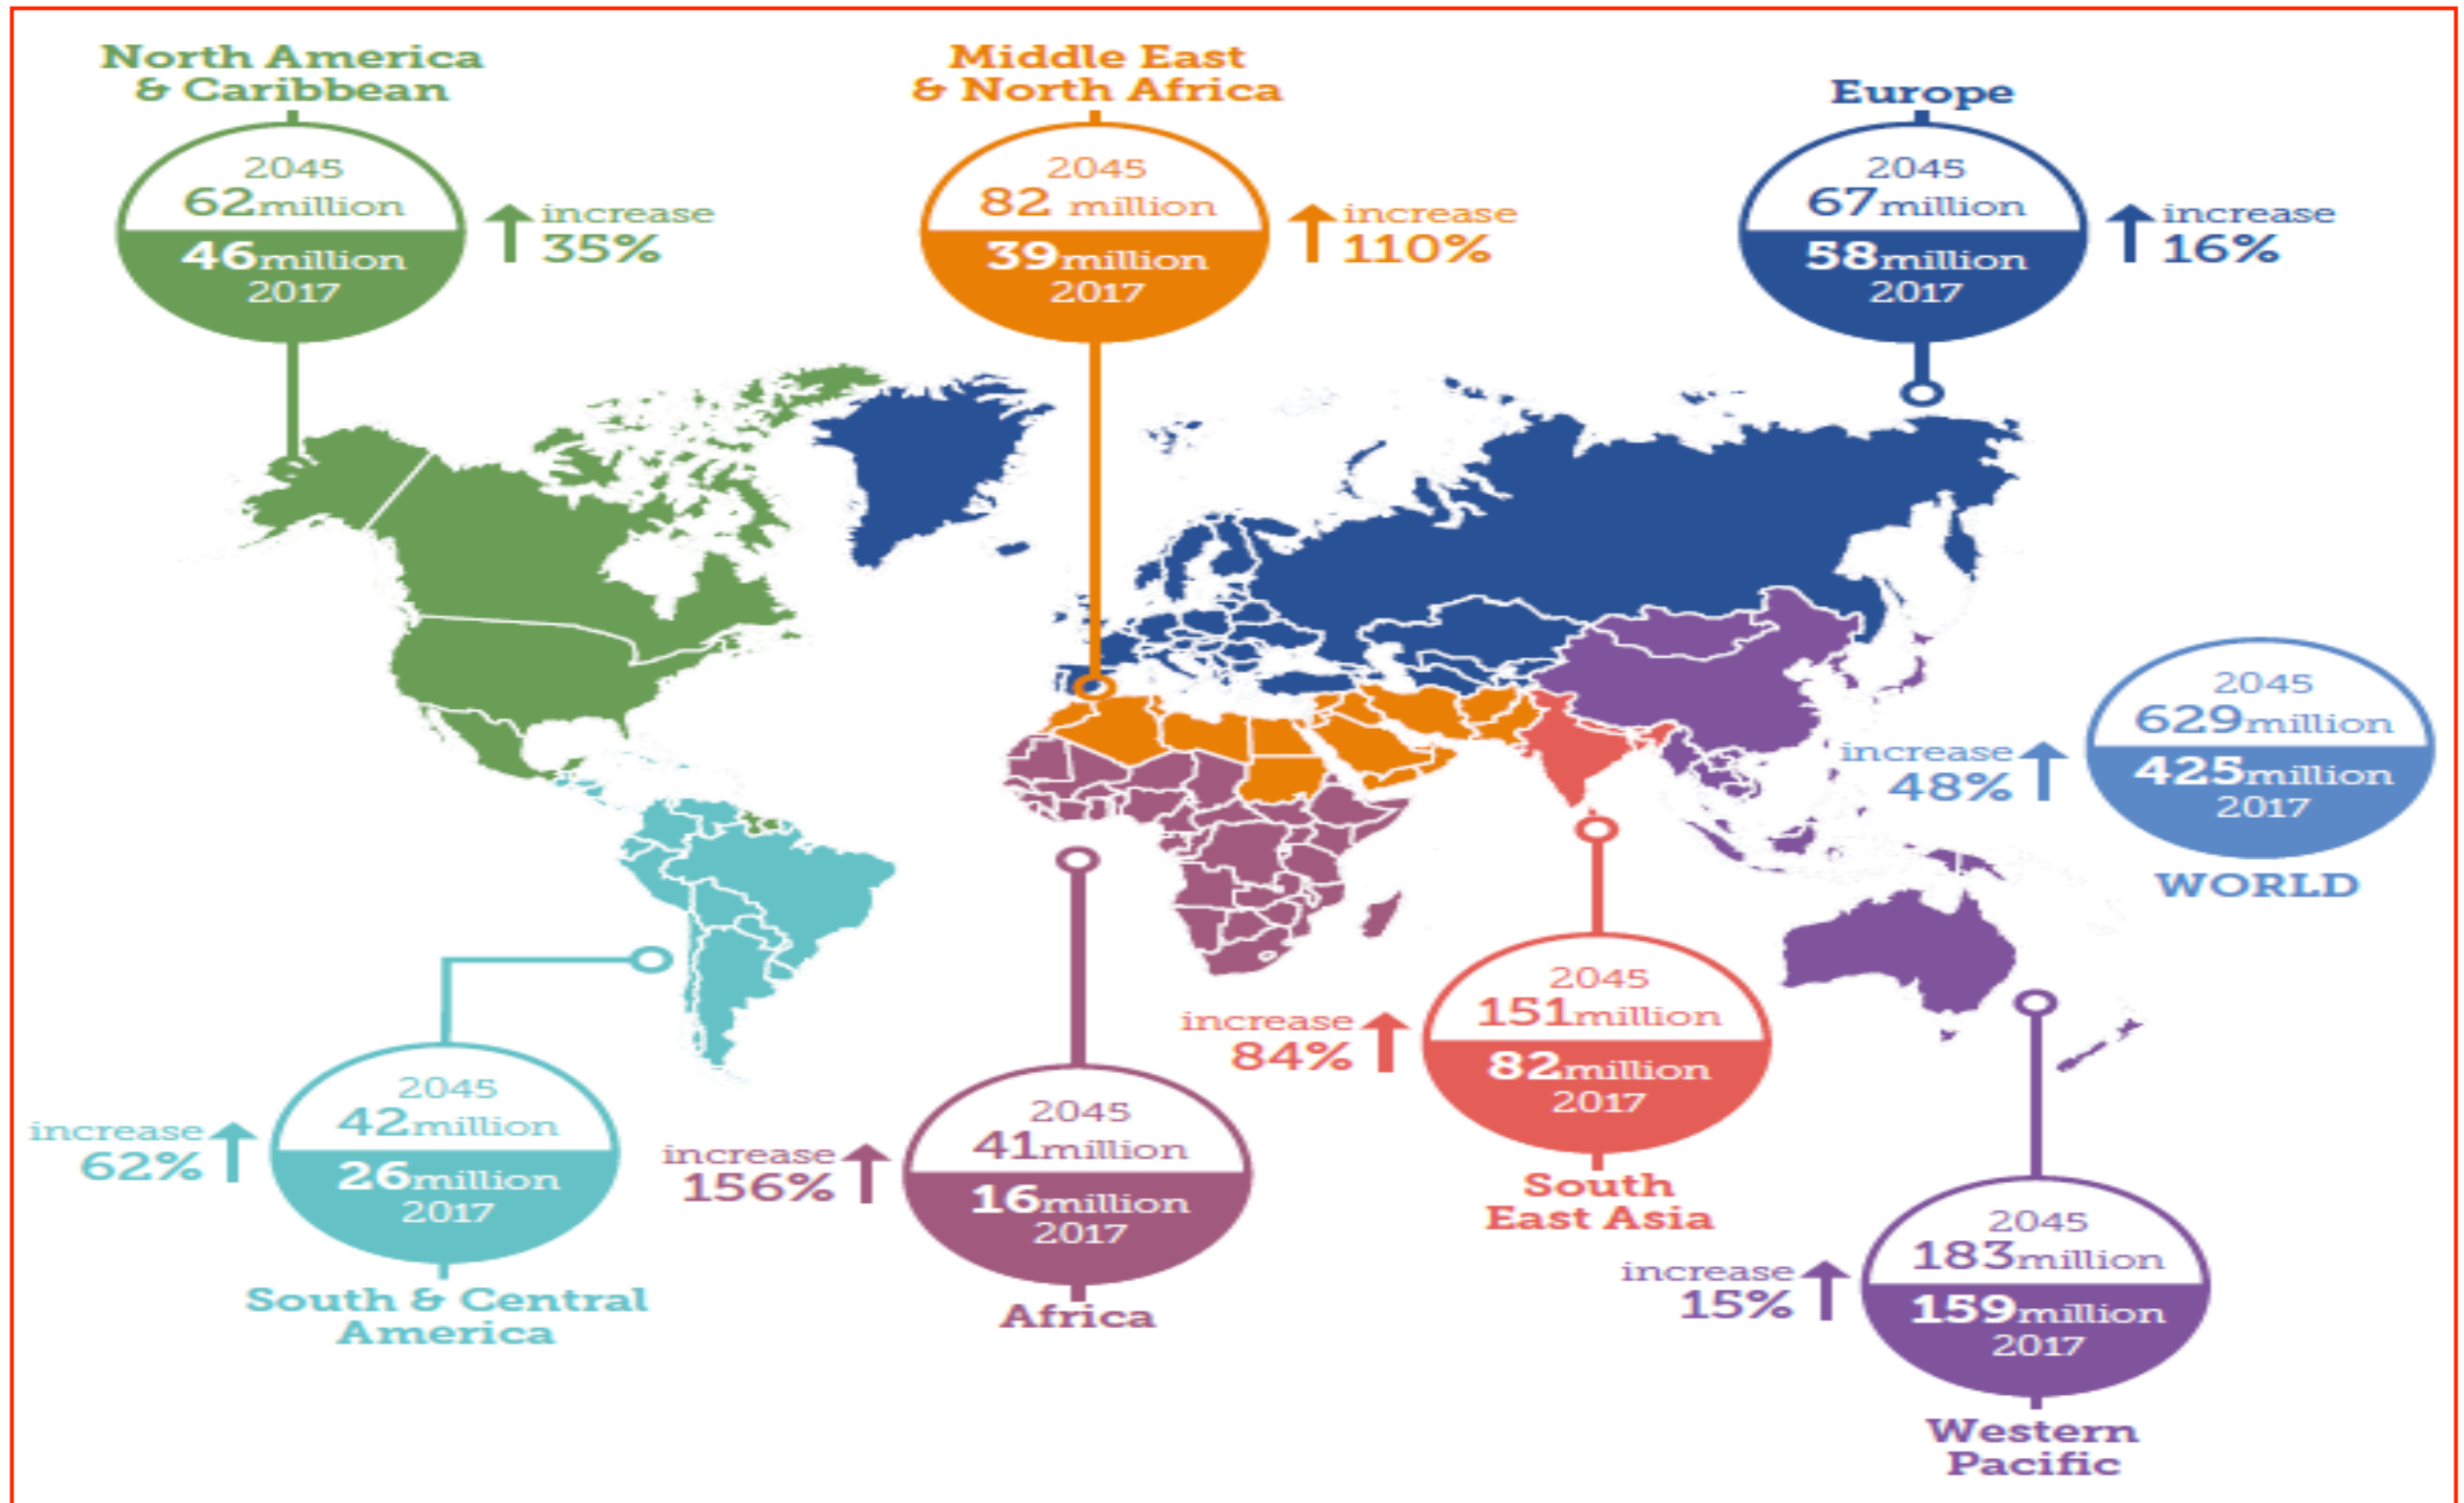 North America
& Caribbean
2045
62million
46million
2017
increase
35%
Middle East
& North Africa
2045
82 million
39million
2017
increase
110%
Europe
2045
67million
58million
2017
increase
16%
2045
629million
425million
2017
WORLD
increase
48%
2045
42million
26million
2017
South & Central
America
increase
62%
2045
41million
16million
2017
Africa
increase
156%
2045
151million
82million
2017
South
East Asia
increase
84%
2045
183million
159million
2017
Western
Pacific
increase
15%